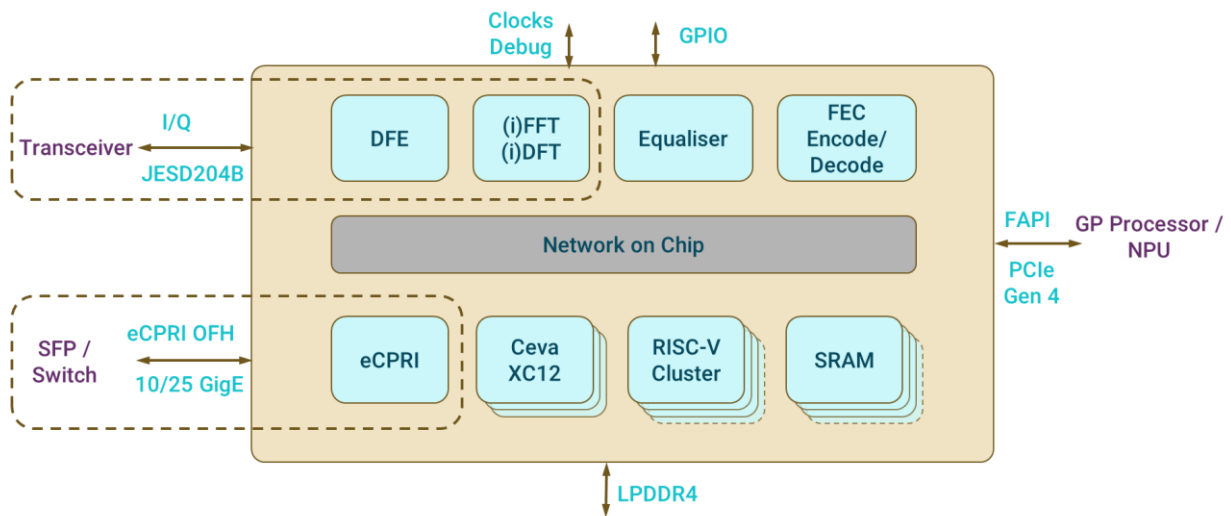 Clocks
Debug
GPIO
Transceiver
I/Q
JESD204B
DFE
(i)FFT
(i)DFT
Equaliser
FEC
Encode/
Decode
Network on Chip
FAPI
PCIe
Gen 4
GP Processor /
NPU
SFP /
Switch
eCPRI OFH
10/25 GigE
eCPRI
Ceva
XC12
RISC-V
Cluster
SRAM
LPDDR4